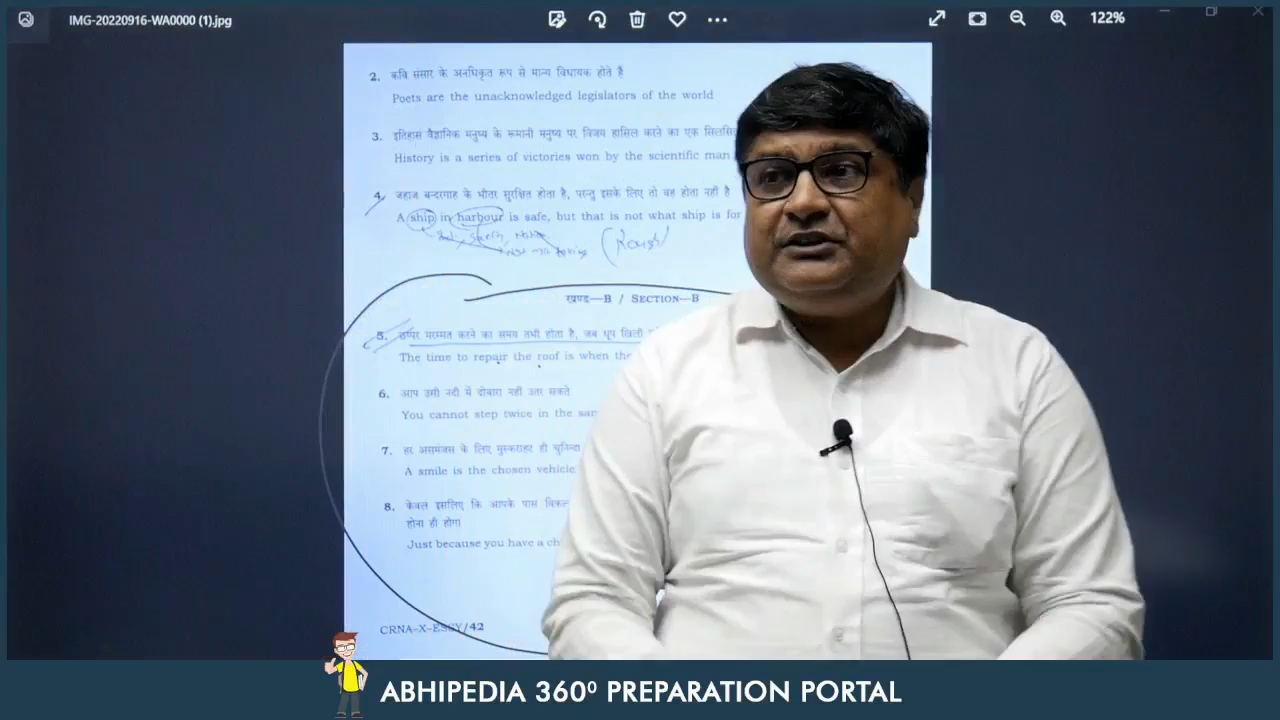 IMG-20220916-WA0000 (1).jpg
122%
2. कवि संसार के अनधिकृत रूप से मान्य विधायक होते हैं
Poets are the unacknowledged legislators of the world
3. इतिहास वैज्ञानिक मनुष्य के रूमानी मनुष्य पर विजय हासिल करने का एक
History is a series of victories won by the scientific man
4. जहाज बन्दरगाह के भीतर सुरक्षित होता है, परन्तु इसके लिए तो वह होता नहीं है
A ship in harbour is safe, but that is not what ship is for
(Rough)
खण्ड—B / SECTION—B
5. छप्पर मरम्मत करने का समय तभी होता है, जब धूप खिली
The time to repair the roof is when the
6. आप उसी नदी में दोबारा नहीं उतर सकते
You cannot step twice in the
7. हर असमंजस के लिए मुस्कराहट ही चुनिन्दा
A smile is the chosen vehicle
8. केवल इसलिए कि आपके पास
होना ही होगा
Just because you have a
CRNA-X-ESSY/42
ABHIPEDIA 360⁰ PREPARATION PORTAL